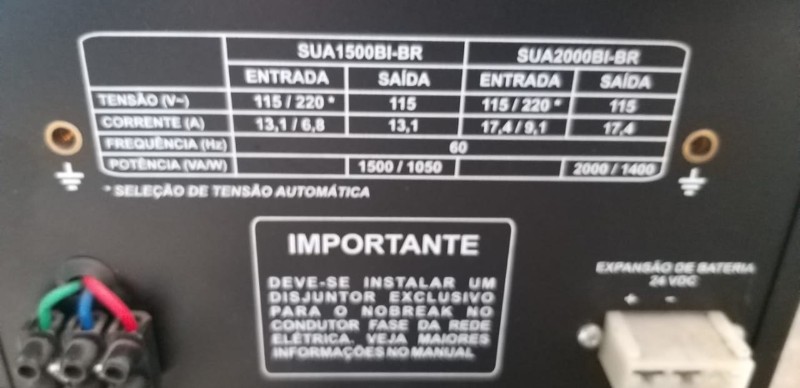 SUA1500BI-BR SUA2000BI-BR
ENTRADA SAÍDA ENTRADA SAÍDA
TENSÃO (V~) 115 / 220 * 115 115 / 220 * 115
CORRENTE (A) 13,1 / 6,8 13,1 17,4 / 9,1 17,4
FREQUÊNCIA (Hz) 60
POTÊNCIA (VA/W) 1500 / 1050 2000 / 1400
* SELEÇÃO DE TENSÃO AUTOMÁTICA
IMPORTANTE
DEVE-SE INSTALAR UM
DISJUNTOR EXCLUSIVO
PARA O NOBREAK NO
CONDUTOR FASE DA REDE
ELÉTRICA. VEJA MAIORES
INFORMAÇÕES NO MANUAL
EXPANSÃO DE BATERIA
24 VDC
+ -